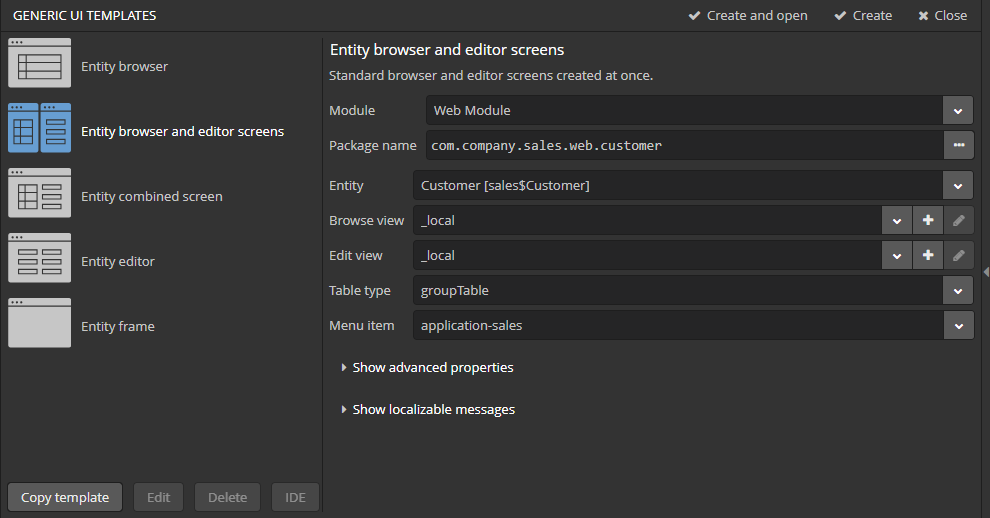 GENERIC UI TEMPLATES
Create and open
Create
Close
Entity browser
Entity browser and editor screens
Entity combined screen
Entity editor
Entity frame
Copy template
Edit
Delete
IDE
Entity browser and editor screens
Standard browser and editor screens created at once.
Module Web Module
Package name com.company.sales.web.customer
Entity Customer [sales$Customer]
Browse view _local
Edit view _local
Table type groupTable
Menu item application-sales
Show advanced properties
Show localizable messages